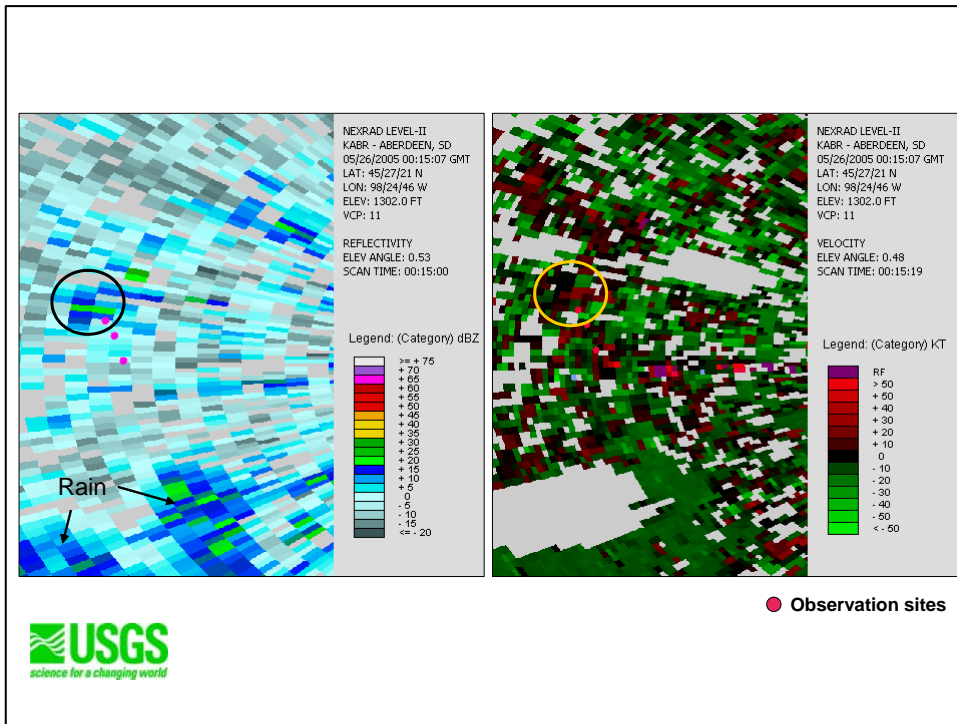 NEXRAD LEVEL-II
KABR - ABERDEEN, SD
05/26/2005 00:15:07 GMT
LAT: 45/27/21 N
LON: 98/24/46 W
ELEV: 1302.0 FT
VCP: 11
REFLECTIVITY
ELEV ANGLE: 0.53
SCAN TIME: 00:15:00
Legend: (Category) dBZ
>= + 75
+ 70
+ 65
+ 60
+ 55
+ 50
+ 45
+ 40
+ 35
+ 30
+ 25
+ 20
+ 15
+ 10
+ 5
0
- 5
- 10
- 15
<= - 20
Rain
NEXRAD LEVEL-II
KABR - ABERDEEN, SD
05/26/2005 00:15:07 GMT
LAT: 45/27/21 N
LON: 98/24/46 W
ELEV: 1302.0 FT
VCP: 11
VELOCITY
ELEV ANGLE: 0.48
SCAN TIME: 00:15:19
Legend: (Category) KT
RF
> 50
+ 50
+ 40
+ 30
+ 20
+ 10
0
- 10
- 20
- 30
- 40
- 50
< - 50
Observation sites
USGS
science for a changing world